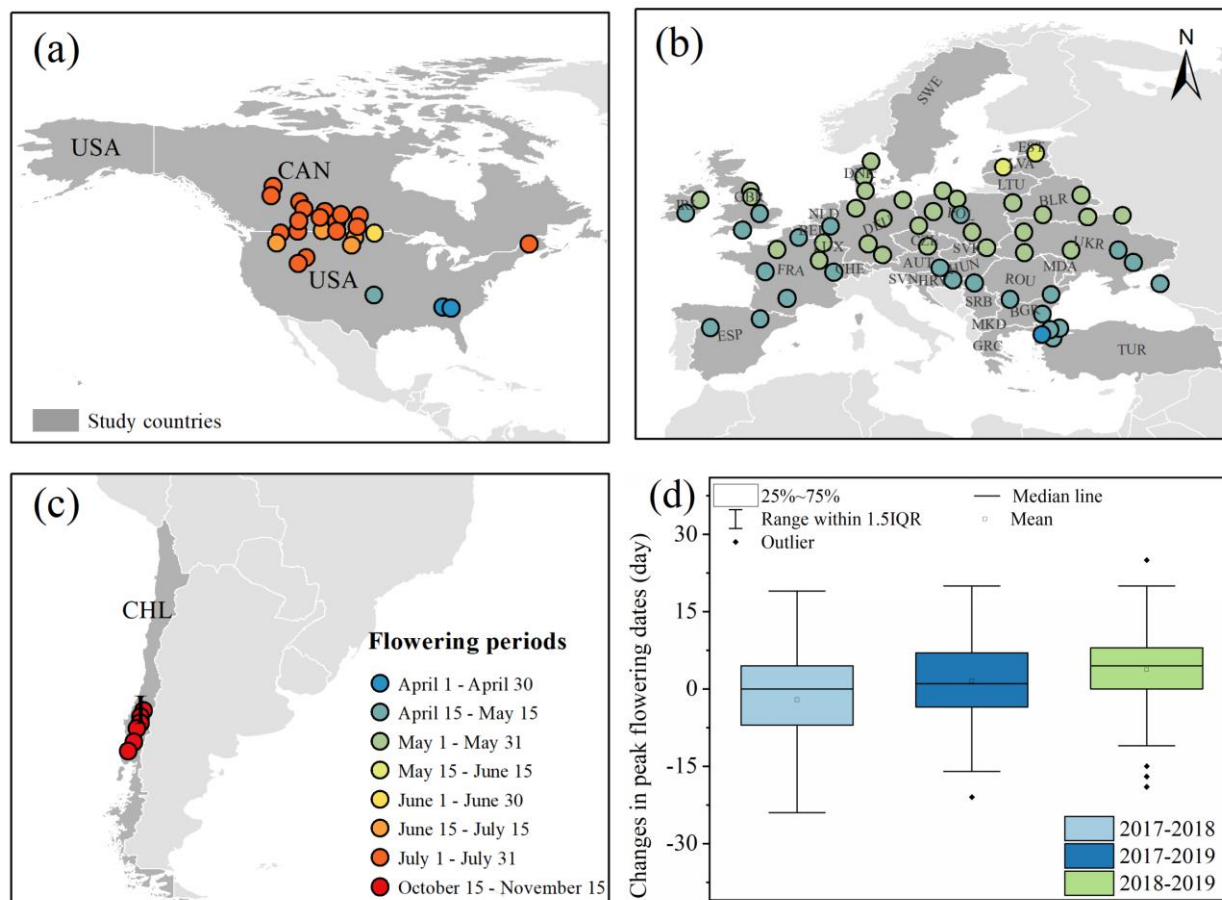 (a)
USA
CAN
USA
Study countries
(b)
N
SWE
EST
LVA
LTU
DNK
IRL
GBR
NLD
BEL
LUX
DEU
POL
BLR
CZE
SVK
UKR
FRA
CHE
AUT
HUN
MDA
SVN
HRV
ROU
SRB
BGR
ESP
MKD
GRC
TUR
(c)
CHL
Flowering periods
April 1 - April 30
April 15 - May 15
May 1 - May 31
May 15 - June 15
June 1 - June 30
June 15 - July 15
July 1 - July 31
October 15 - November 15
(d)
25%~75%
Median line
Range within 1.5IQR
Mean
Outlier
Changes in peak flowering dates (day)
30
15
0
-15
-30
2017-2018
2017-2019
2018-2019